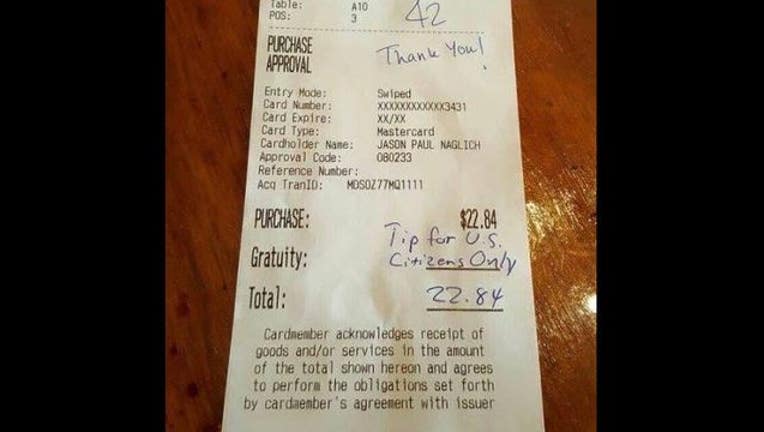 Table: A10
POS: 3
42
PURCHASE
APPROVAL
Thank You!
Entry Mode: Swiped
Card Number: XXXXXXXXXXXX3431
Card Expire: XX/XX
Card Type: Mastercard
Cardholder Name: JASON PAUL NAGLICH
Approval Code: 080233
Reference Number:
Acq TranID: MDSOZ77MQ1111
PURCHASE: $22.84
Gratuity: Tip for U.S.
Citizens Only
Total: 22.84
Cardmember acknowledges receipt of
goods and/or services in the amount
of the total shown hereon and agrees
to perform the obligations set forth
by cardmember's agreement with issuer